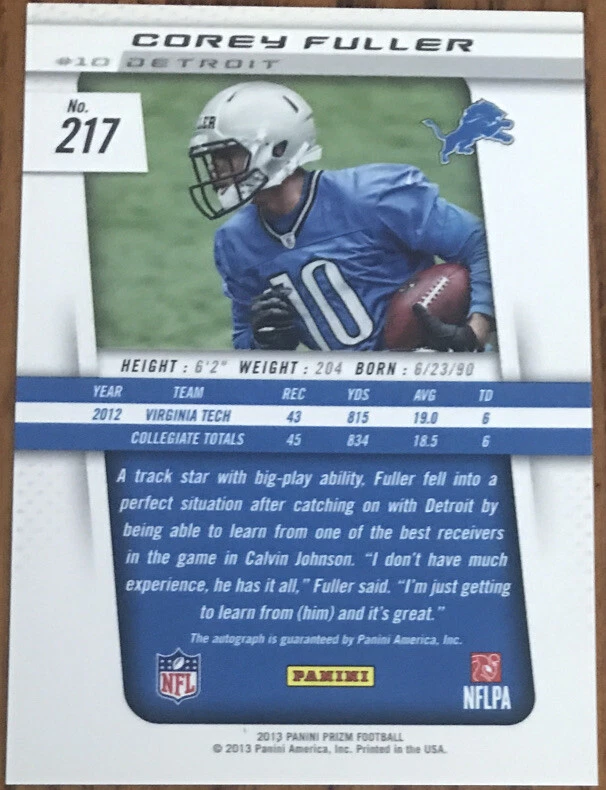 COREY FULLER
#10 DETROIT
No.
217
LER
10
HEIGHT : 6'2" WEIGHT : 204 BORN : 6/23/90
YEAR TEAM REC YDS AVG TD
2012 VIRGINIA TECH 43 815 19.0 6
COLLEGIATE TOTALS 45 834 18.5 6
A track star with big-play ability, Fuller fell into a
perfect situation after catching on with Detroit by
being able to learn from one of the best receivers
in the game in Calvin Johnson. “I don't have much
experience, he has it all,” Fuller said. “I'm just getting
to learn from (him) and it's great.”
The autograph is guaranteed by Panini America, Inc.
NFL
PANINI
NFLPA
2013 PANINI PRIZM FOOTBALL
© 2013 Panini America, Inc. Printed in the USA.